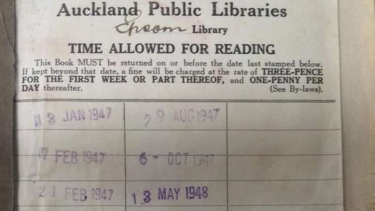 Auckland Public Libraries
Epsom Library
TIME ALLOWED FOR READING
This Book MUST be returned on or before the date last stamped below.
If kept beyond that date, a fine will be charged at the rate of THREE-PENCE
FOR THE FIRST WEEK OR PART THEREOF, and ONE-PENNY PER
DAY thereafter. (See By-laws).
JAN 1947 29 AUG 1947
FEB 1947 6 - OCT 1947
21 FEB 1947 13 MAY 1948